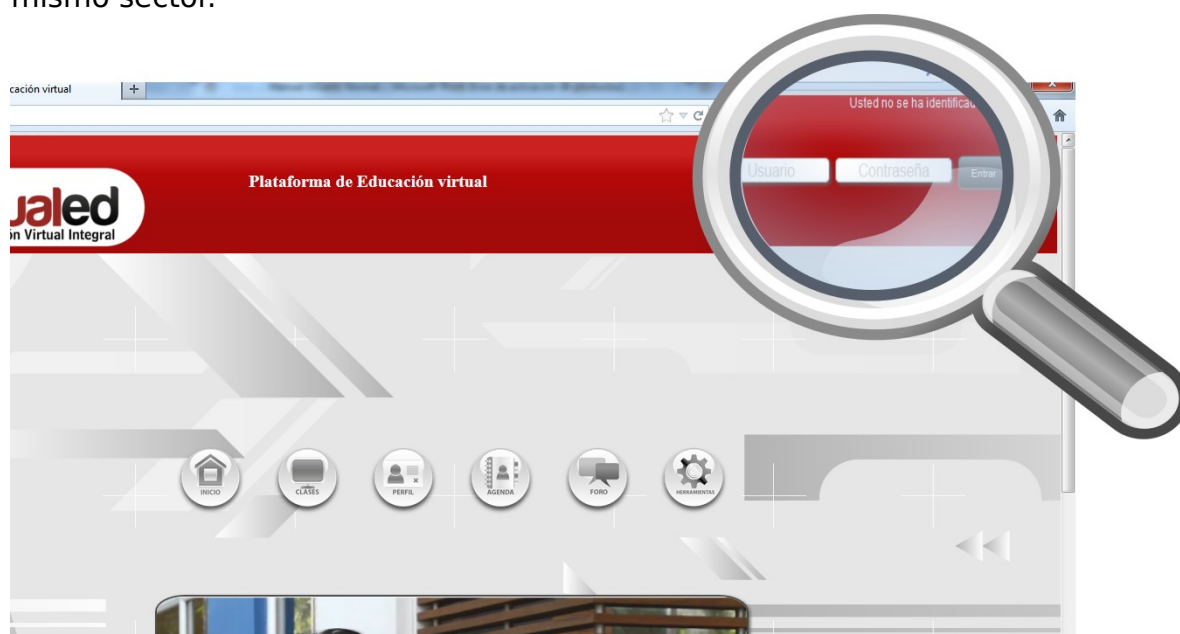 mismo sector.
cación virtual
Usted no se ha identificad
Plataforma de Educación virtual
Usuario
Contraseña
Entrar
ualed
ón Virtual Integral
INICIO
CLASES
PERFIL
AGENDA
FORO
HERRAMIENTAS